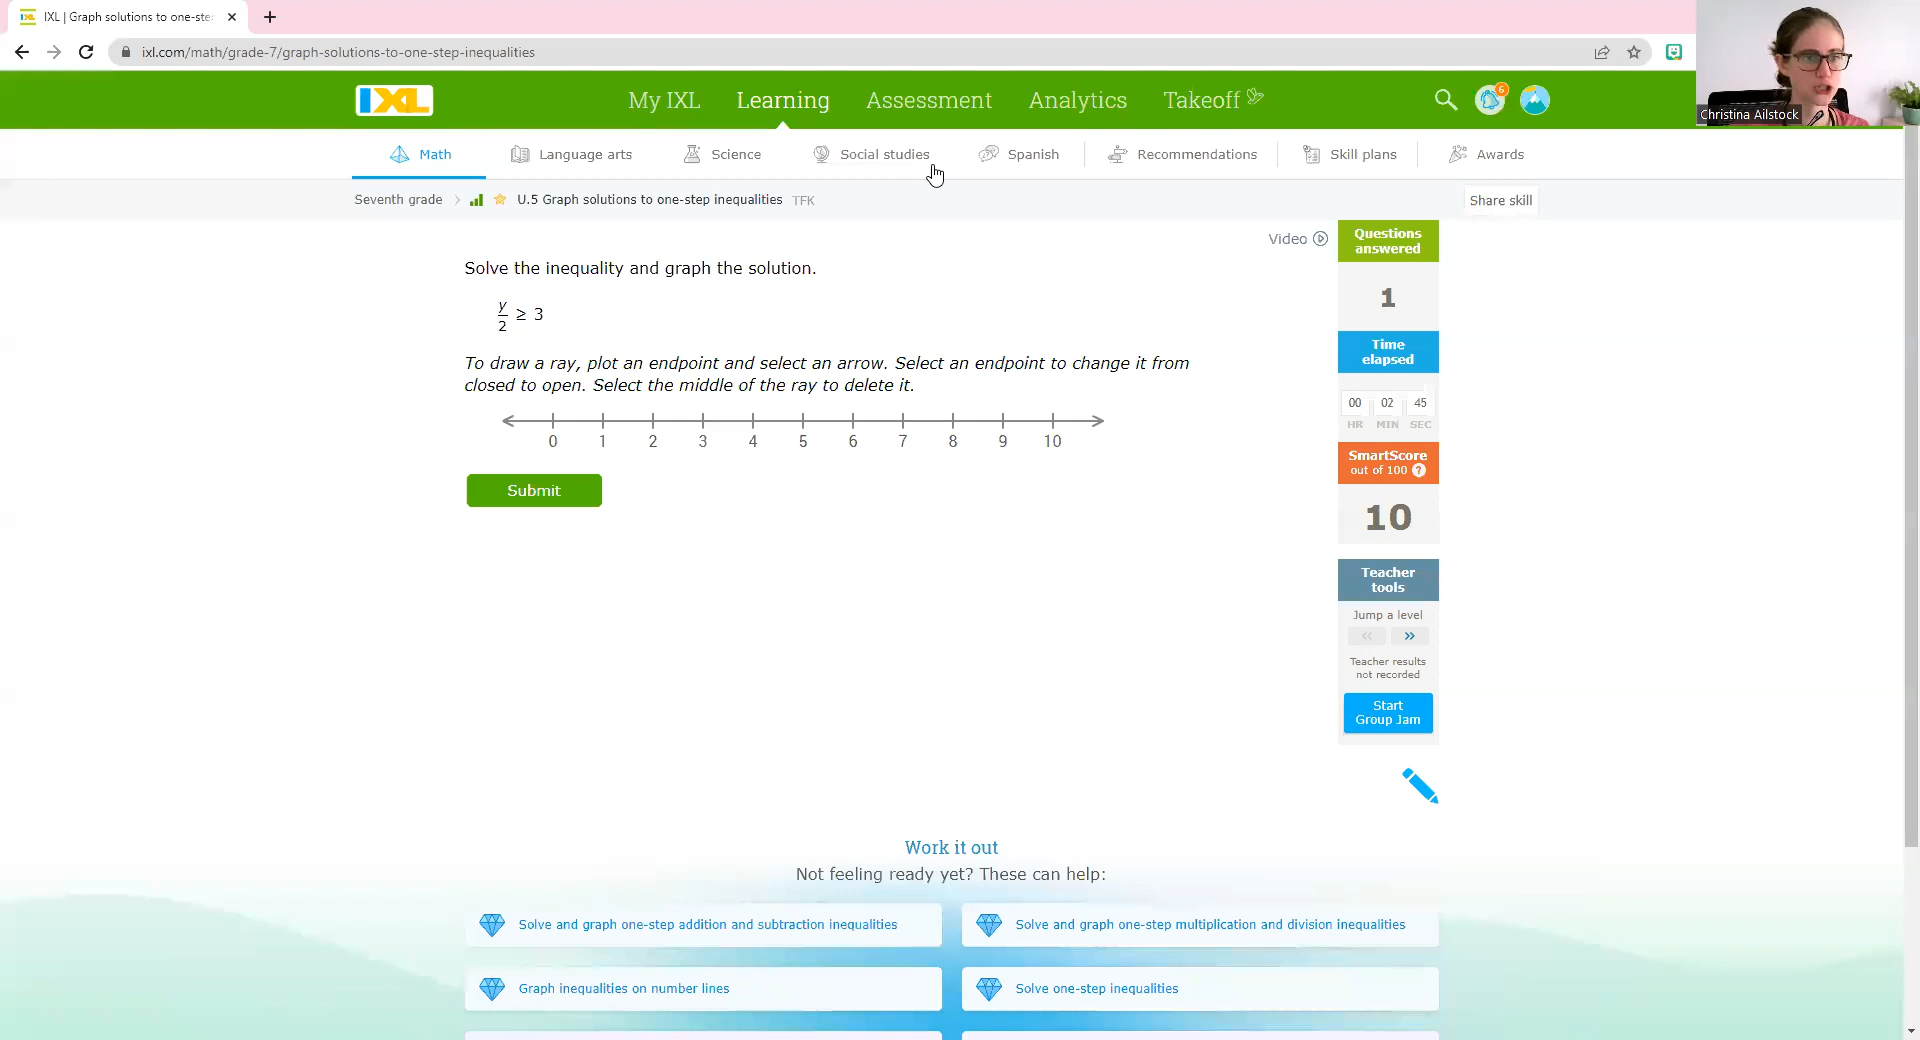 IXL | Graph solutions to one-ste
ixl.com/math/grade-7/graph-solutions-to-one-step-inequalities
IXL
My IXL Learning Assessment Analytics Takeoff
6
Christina Ailstock
Math Language arts Science Social studies Spanish Recommendations Skill plans Awards
Seventh grade > U.5 Graph solutions to one-step inequalities TFK
Share skill
Video
Solve the inequality and graph the solution.
y/2 ≥ 3
To draw a ray, plot an endpoint and select an arrow. Select an endpoint to change it from
closed to open. Select the middle of the ray to delete it.
0 1 2 3 4 5 6 7 8 9 10
Submit
Questions
answered
1
Time
elapsed
00 02 45
HR MIN SEC
SmartScore
out of 100 ?
10
Teacher
tools
Jump a level
<< >>
Teacher results
not recorded
Start
Group Jam
Work it out
Not feeling ready yet? These can help:
Solve and graph one-step addition and subtraction inequalities
Solve and graph one-step multiplication and division inequalities
Graph inequalities on number lines
Solve one-step inequalities